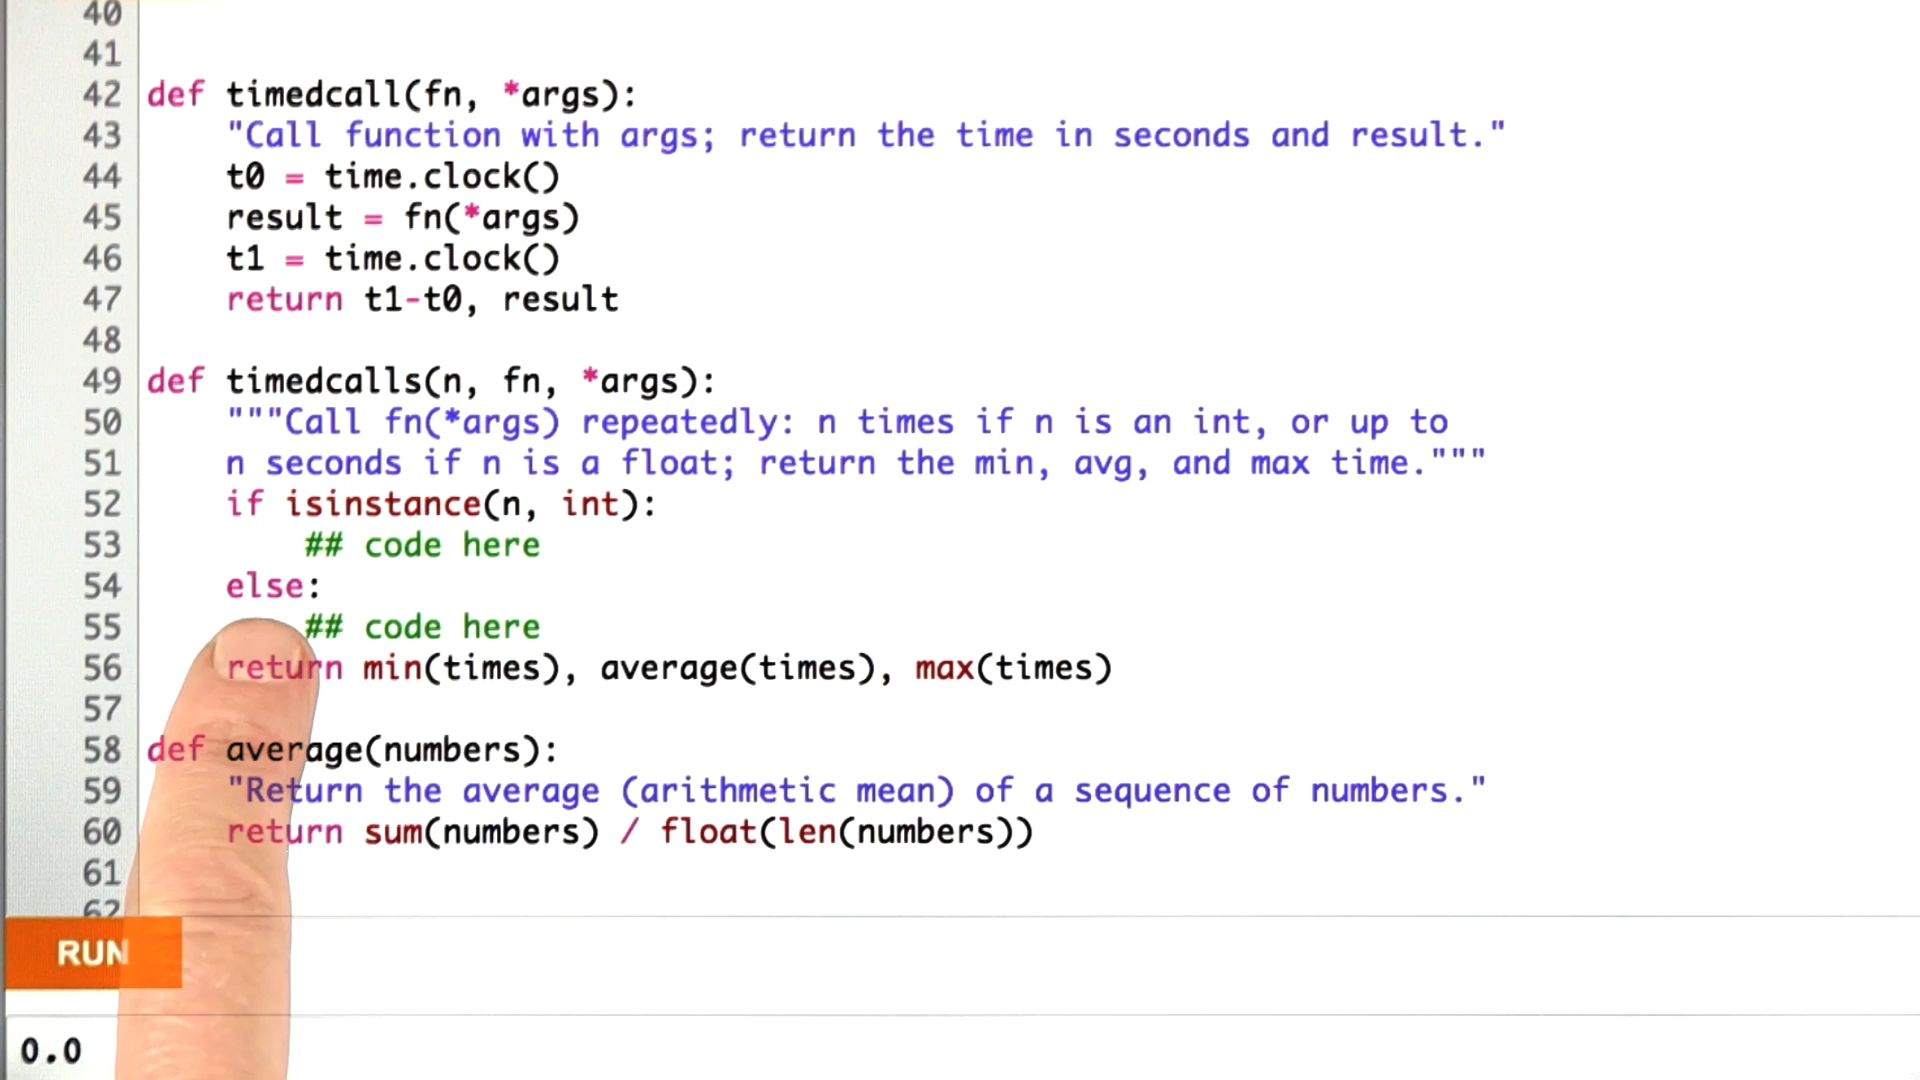 40
41
42 def timedcall(fn, *args):
43 "Call function with args; return the time in seconds and result."
44 t0 = time.clock()
45 result = fn(*args)
46 t1 = time.clock()
47 return t1-t0, result
48
49 def timedcalls(n, fn, *args):
50 """Call fn(*args) repeatedly: n times if n is an int, or up to
51 n seconds if n is a float; return the min, avg, and max time."""
52 if isinstance(n, int):
53 ## code here
54 else:
55 ## code here
56 return min(times), average(times), max(times)
57
58 def average(numbers):
59 "Return the average (arithmetic mean) of a sequence of numbers."
60 return sum(numbers) / float(len(numbers))
61
62
RUN
0.0